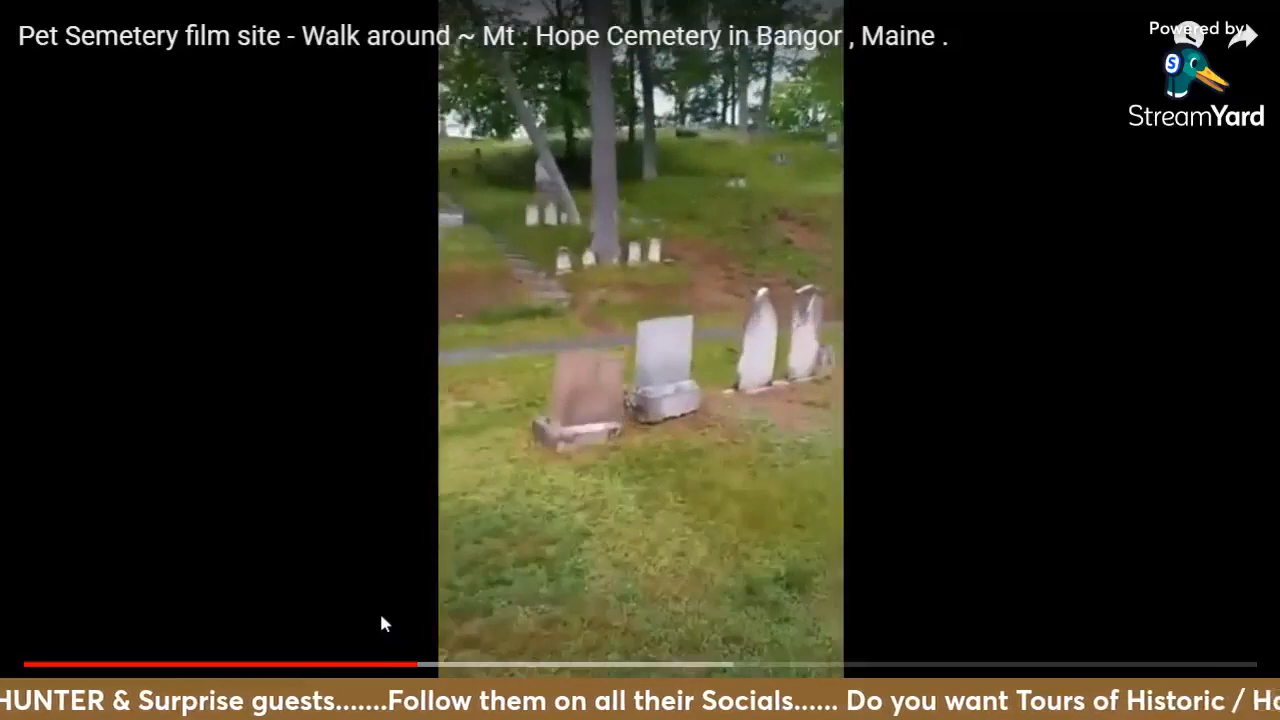 Pet Semetery film site - Walk around ~ Mt . Hope Cemetery in Bangor , Maine .
Powered by
S
StreamYard
HUNTER & Surprise guests.......Follow them on all their Socials...... Do you want Tours of Historic /